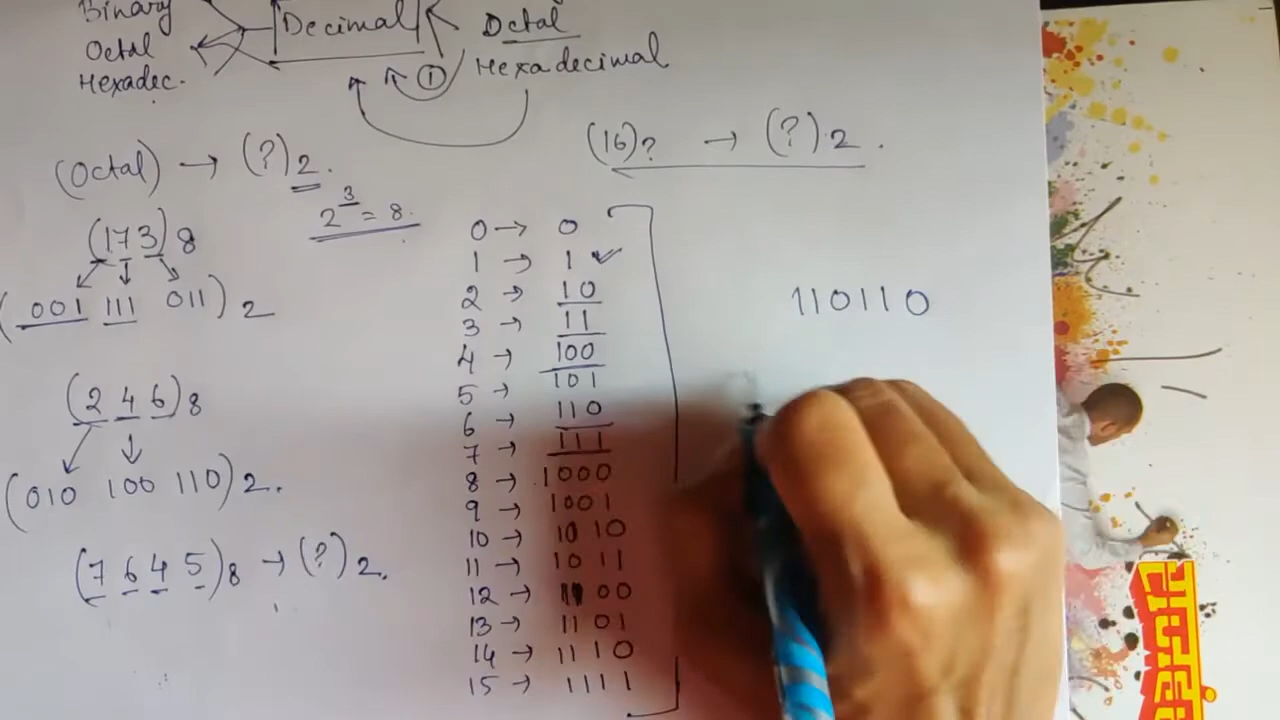 Binary
Octal
Hexadec.
Decimal
Octal
Hexadecimal
①
(Octal) → (?)2.
2^3 = 8.
(173)8
(001 111 011)2
(246)8
(010 100 110)2.
(7645)8 → (?)2.
(16)? → (?)2.
0 → 0
1 → 1 ✓
2 → 10
3 → 11
4 → 100
5 → 101
6 → 110
7 → 111
8 → 1000
9 → 1001
10 → 1010
11 → 1011
12 → 1100
13 → 1101
14 → 1110
15 → 1111
110110